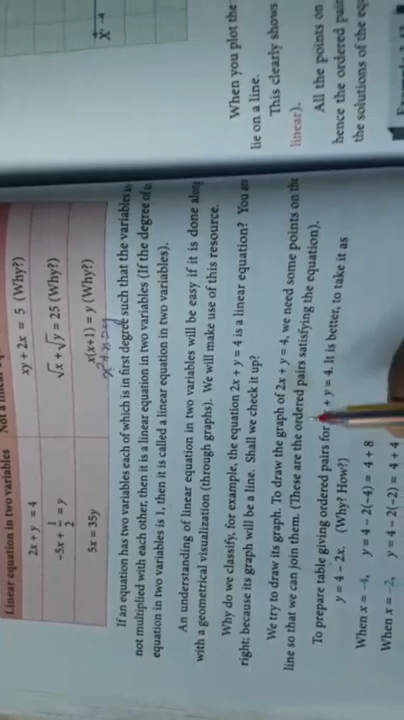 Linear equation in two variables
2x + y = 4
xy + 2x = 5 (Why?)
-5x + 1/2 = y
√x + √y = 25 (Why?)
5x = 35y
x(x+1) = y (Why?)
If an equation has two variables each of which is in first degree such that the variables
not multiplied with each other, then it is a linear equation in two variables (If the degree of
equation in two variables is 1, then it is called a linear equation in two variables).
An understanding of linear equation in two variables will be easy if it is done along
with a geometrical visualization (through graphs). We will make use of this resource.
Why do we classify, for example, the equation 2x + y = 4 is a linear equation? You are
right; because its graph will be a line. Shall we check it up?
We try to draw its graph. To draw the graph of 2x + y = 4, we need some points on the
line so that we can join them. (These are the ordered pairs satisfying the equation).
To prepare table giving ordered pairs for + y = 4. It is better, to take it as
y = 4 - 2x. (Why? How?)
When x = -4, y = 4 - 2(-4) = 4 + 8
When x = -2, y = 4 - 2(-2) = 4 + 4
X' -4
When you plot the
lie on a line.
This clearly shows
linear).
All the points on
hence the ordered pair
the solutions of the